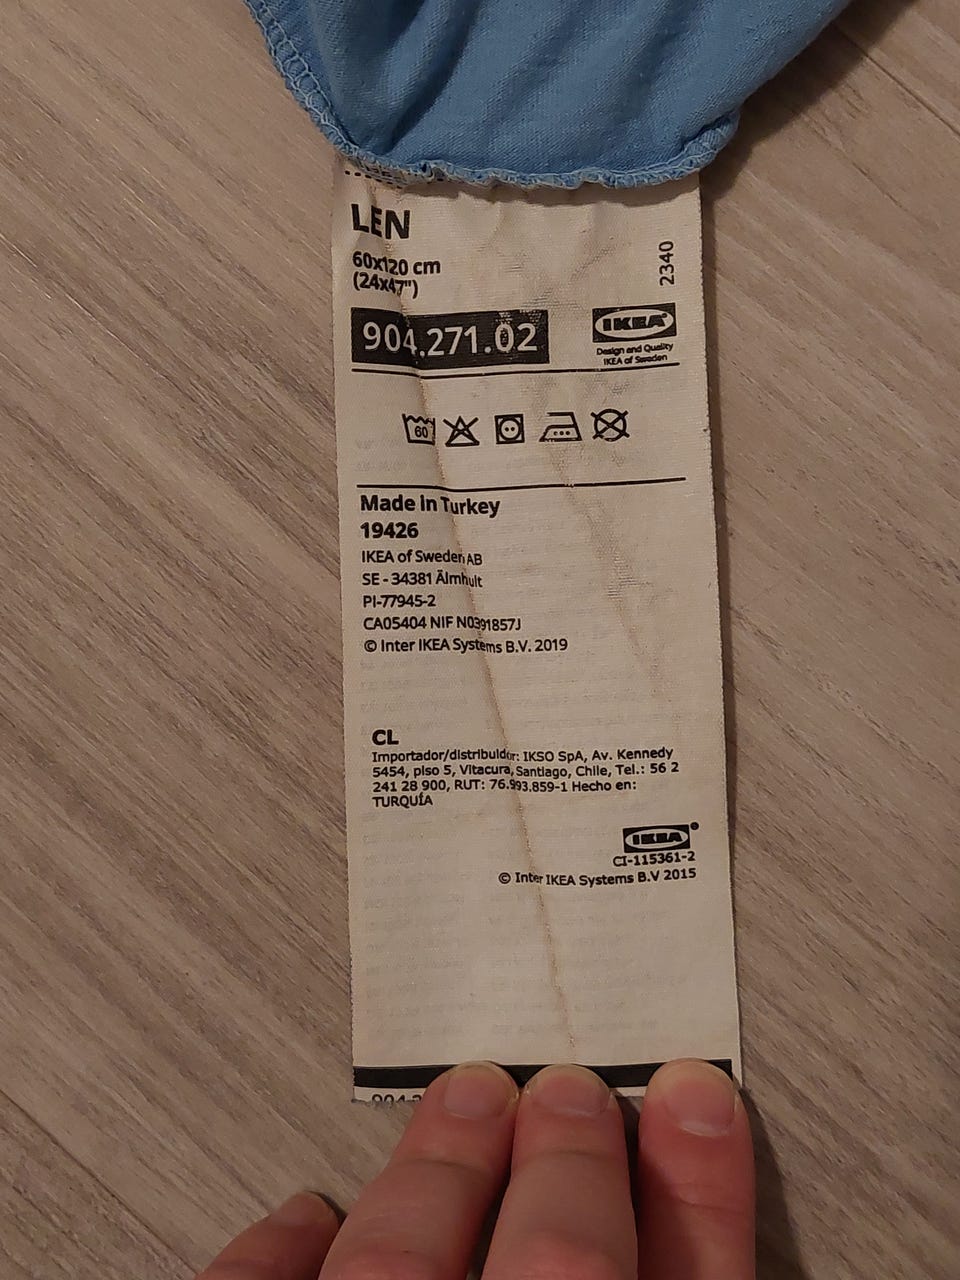 LEN
60x120 cm
(24x47")
2340
904.271.02
IKEA
Design and Quality
IKEA of Sweden
60
Made in Turkey
19426
IKEA of Sweden AB
SE - 34381 Älmhult
PI-77945-2
CA05404 NIF N0391857J
© Inter IKEA Systems B.V. 2019
CL
Importador/distribuidor: IKSO SpA, Av. Kennedy
5454, piso 5, Vitacura, Santiago, Chile, Tel.: 56 2
241 28 900, RUT: 76.993.859-1 Hecho en:
TURQUÍA
IKEA
CI-115361-2
© Inter IKEA Systems B.V 2015